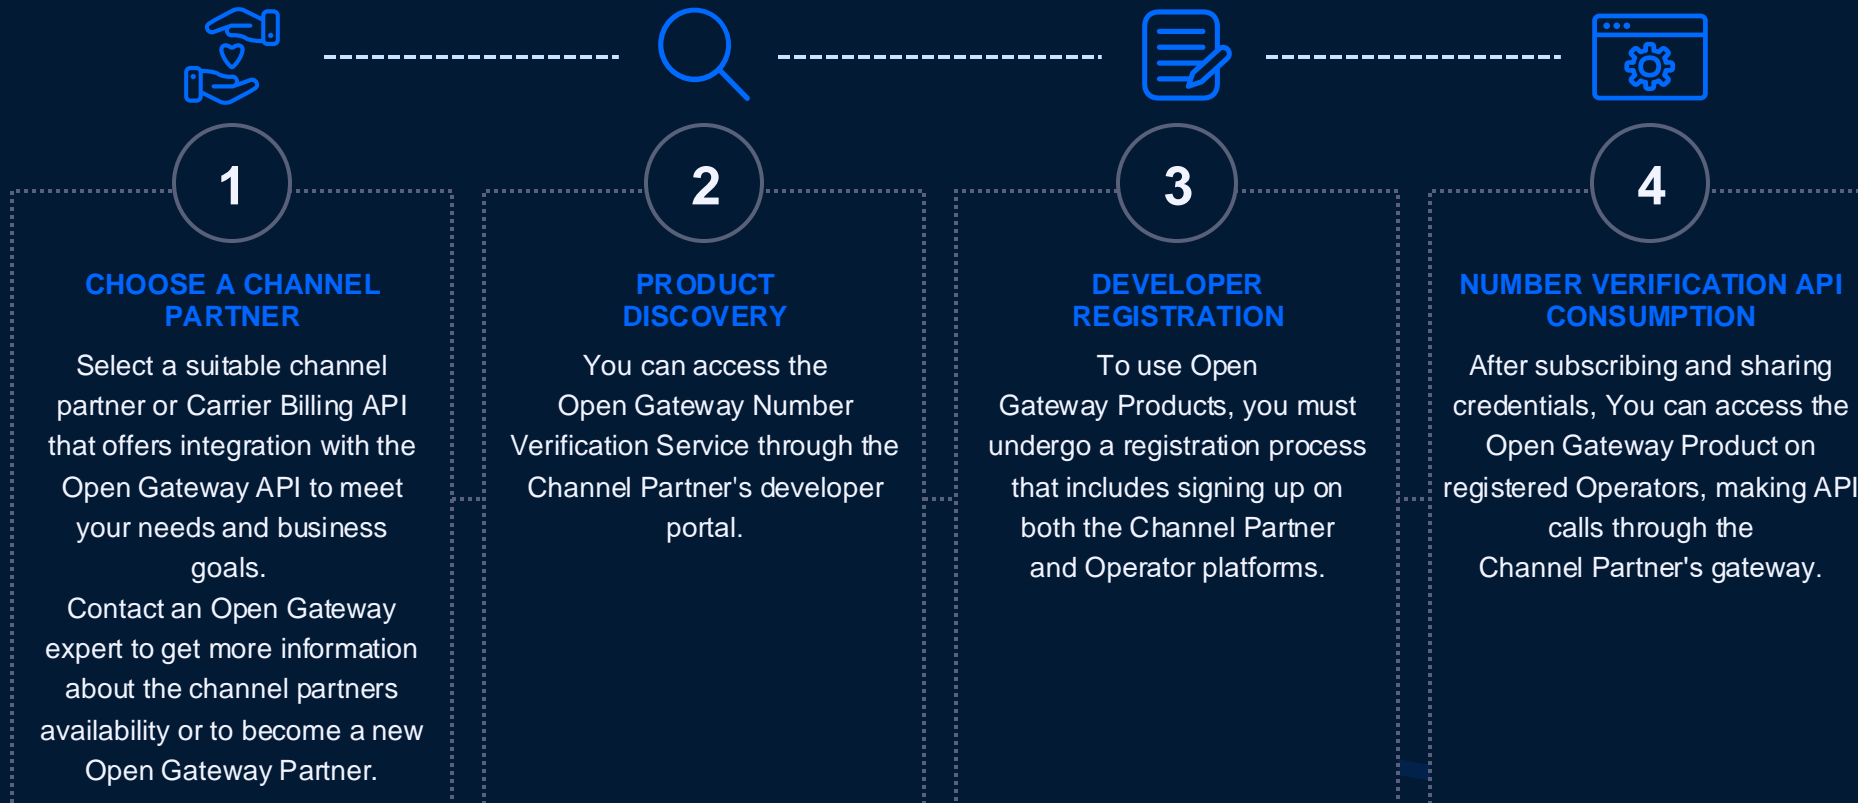 1
CHOOSE A CHANNEL
PARTNER
Select a suitable channel
partner or Carrier Billing API
that offers integration with the
Open Gateway API to meet
your needs and business
goals.
Contact an Open Gateway
expert to get more information
about the channel partners
availability or to become a new
Open Gateway Partner.
2
PRODUCT
DISCOVERY
You can access the
Open Gateway Number
Verification Service through the
Channel Partner's developer
portal.
3
DEVELOPER
REGISTRATION
To use Open
Gateway Products, you must
undergo a registration process
that includes signing up on
both the Channel Partner
and Operator platforms.
4
NUMBER VERIFICATION API
CONSUMPTION
After subscribing and sharing
credentials, You can access the
Open Gateway Product on
registered Operators, making API
calls through the
Channel Partner's gateway.